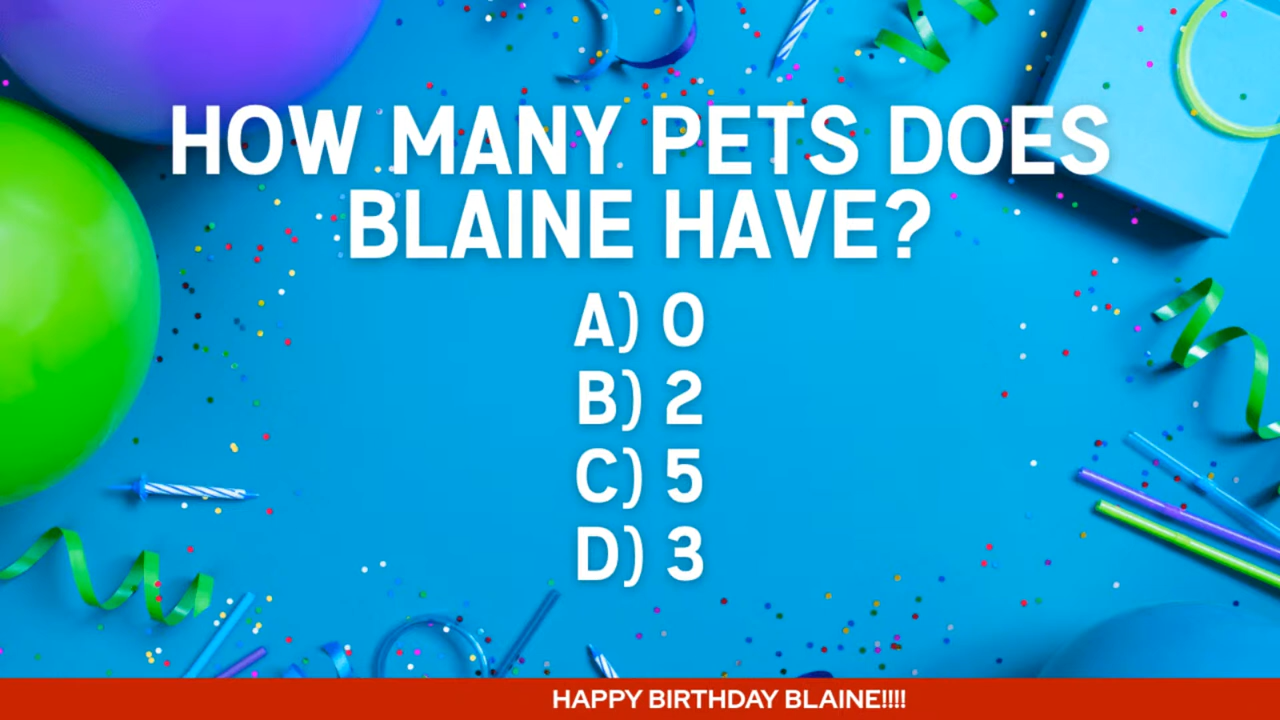 HOW MANY PETS DOES
BLAINE HAVE?
A) 0
B) 2
C) 5
D) 3
HAPPY BIRTHDAY BLAINE!!!!